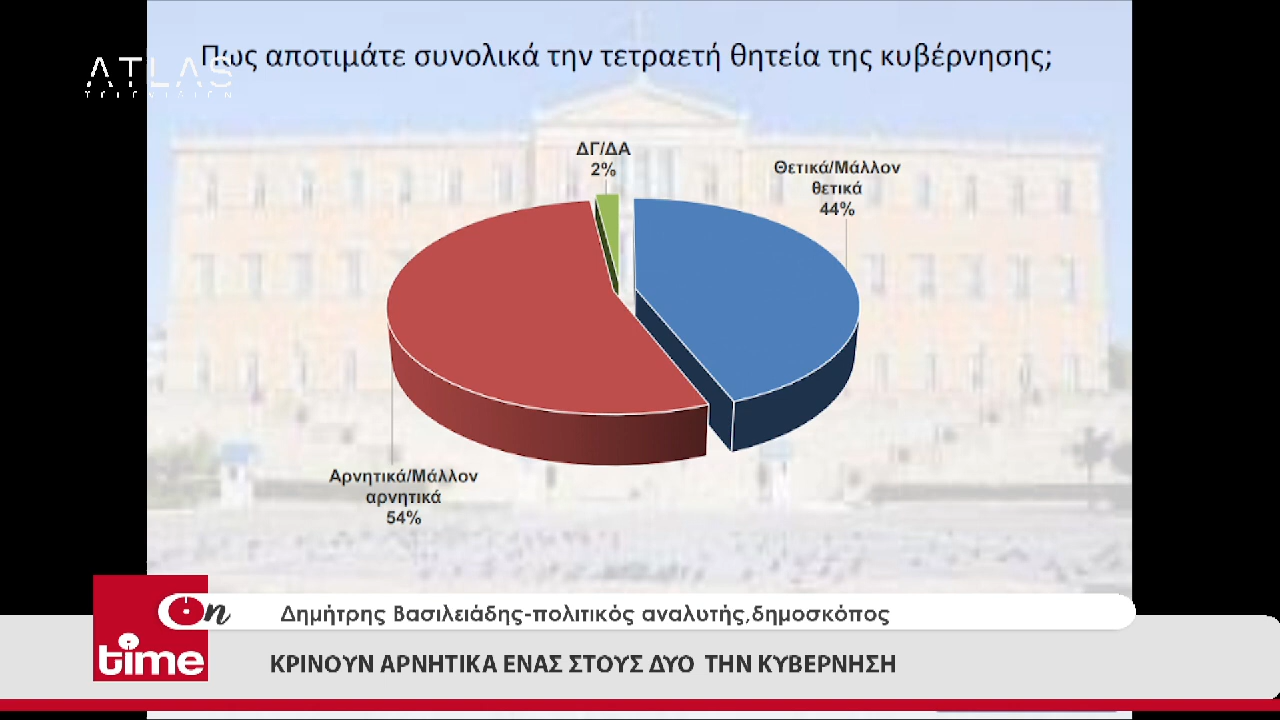 Πως αποτιμάτε συνολικά την τετραετή θητεία της κυβέρνησης;
ATLAS
TELEVISION
ΔΓ/ΔΑ
2%
Θετικά/Μάλλον
θετικά
44%
Αρνητικά/Μάλλον
αρνητικά
54%
On
time
Δημήτρης Βασιλειάδης-πολιτικός αναλυτής,δημοσκόπος
ΚΡΙΝΟΥΝ ΑΡΝΗΤΙΚΑ ΕΝΑΣ ΣΤΟΥΣ ΔΥΟ ΤΗΝ ΚΥΒΕΡΝΗΣΗ